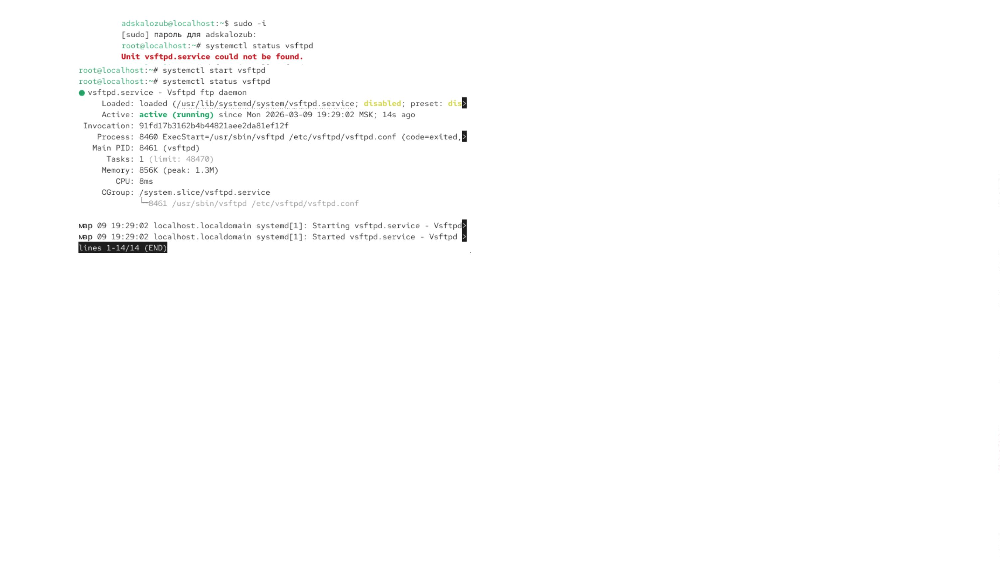 adskalozub@localhost:~$ sudo -i
[sudo] пароль для adskalozub:
root@localhost:~# systemctl status vsftpd
Unit vsftpd.service could not be found.
root@localhost:~# systemctl start vsftpd
root@localhost:~# systemctl status vsftpd
● vsftpd.service - Vsftpd ftp daemon
Loaded: loaded (/usr/lib/systemd/system/vsftpd.service; disabled; preset: dis>
Active: active (running) since Mon 2026-03-09 19:29:02 MSK; 14s ago
Invocation: 91fd17b3162b4b44821aee2da81ef12f
Process: 8460 ExecStart=/usr/sbin/vsftpd /etc/vsftpd/vsftpd.conf (code=exited,>
Main PID: 8461 (vsftpd)
Tasks: 1 (limit: 48470)
Memory: 856K (peak: 1.3M)
CPU: 8ms
CGroup: /system.slice/vsftpd.service
└─8461 /usr/sbin/vsftpd /etc/vsftpd/vsftpd.conf
мар 09 19:29:02 localhost.localdomain systemd[1]: Starting vsftpd.service - Vsftpd>
мар 09 19:29:02 localhost.localdomain systemd[1]: Started vsftpd.service - Vsftpd >
lines 1-14/14 (END)